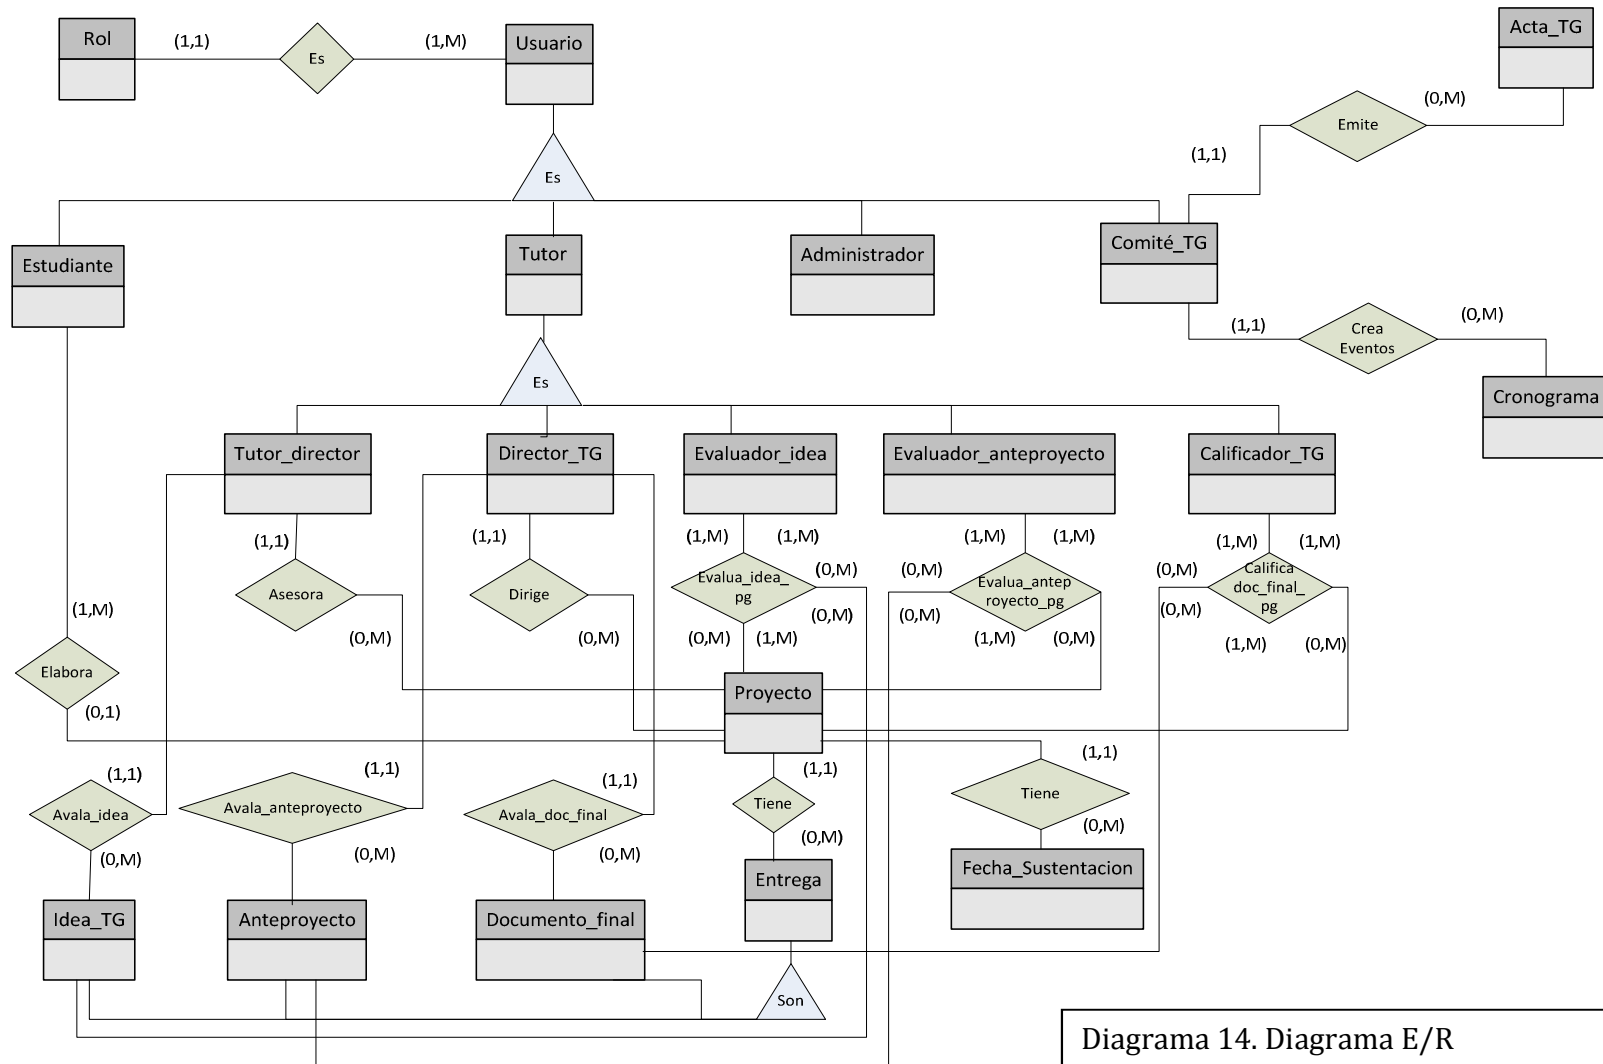 Rol
(1,1)
Es
(1,M)
Usuario
Acta_TG
(0,M)
Emite
(1,1)
Es
Estudiante
Tutor
Administrador
Comité_TG
(1,1)
Crea
Eventos
(0,M)
Cronograma
Es
Tutor_director
Director_TG
Evaluador_idea
Evaluador_anteproyecto
Calificador_TG
(1,1)
(1,1)
(1,M)
(1,M)
(1,M)
(1,M)
(1,M)
(1,M)
Asesora
Dirige
Evalua_idea_
pg
(0,M)
(0,M)
Evalua_antep
royecto_pg
(0,M)
Califica
doc_final_
pg
(1,M)
(0,M)
(0,M)
(0,M)
(1,M)
(0,M)
(0,M)
(1,M)
(0,M)
(0,M)
(1,M)
(0,M)
Elabora
(0,1)
Proyecto
(1,1)
Avala_idea
(0,M)
(1,1)
Avala_anteproyecto
(0,M)
(1,1)
Avala_doc_final
(0,M)
(1,1)
Tiene
(0,M)
(1,1)
Tiene
(0,M)
Idea_TG
Anteproyecto
Documento_final
Entrega
Fecha_Sustentacion
Son
Diagrama 14. Diagrama E/R